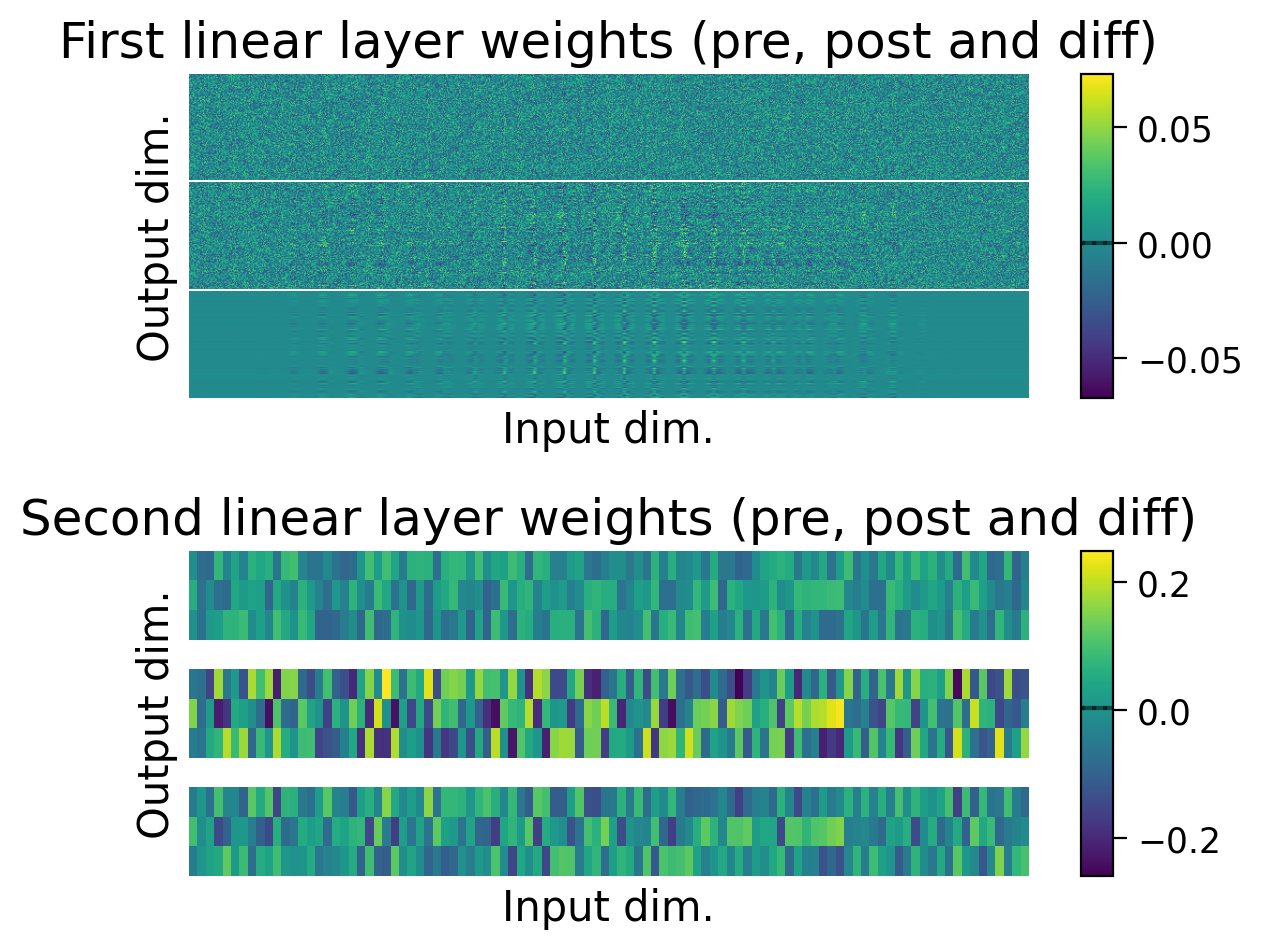 First linear layer weights (pre, post and diff)
Output dim.
0.05
0.00
−0.05
Input dim.
Second linear layer weights (pre, post and diff)
Output dim.
0.2
0.0
−0.2
Input dim.